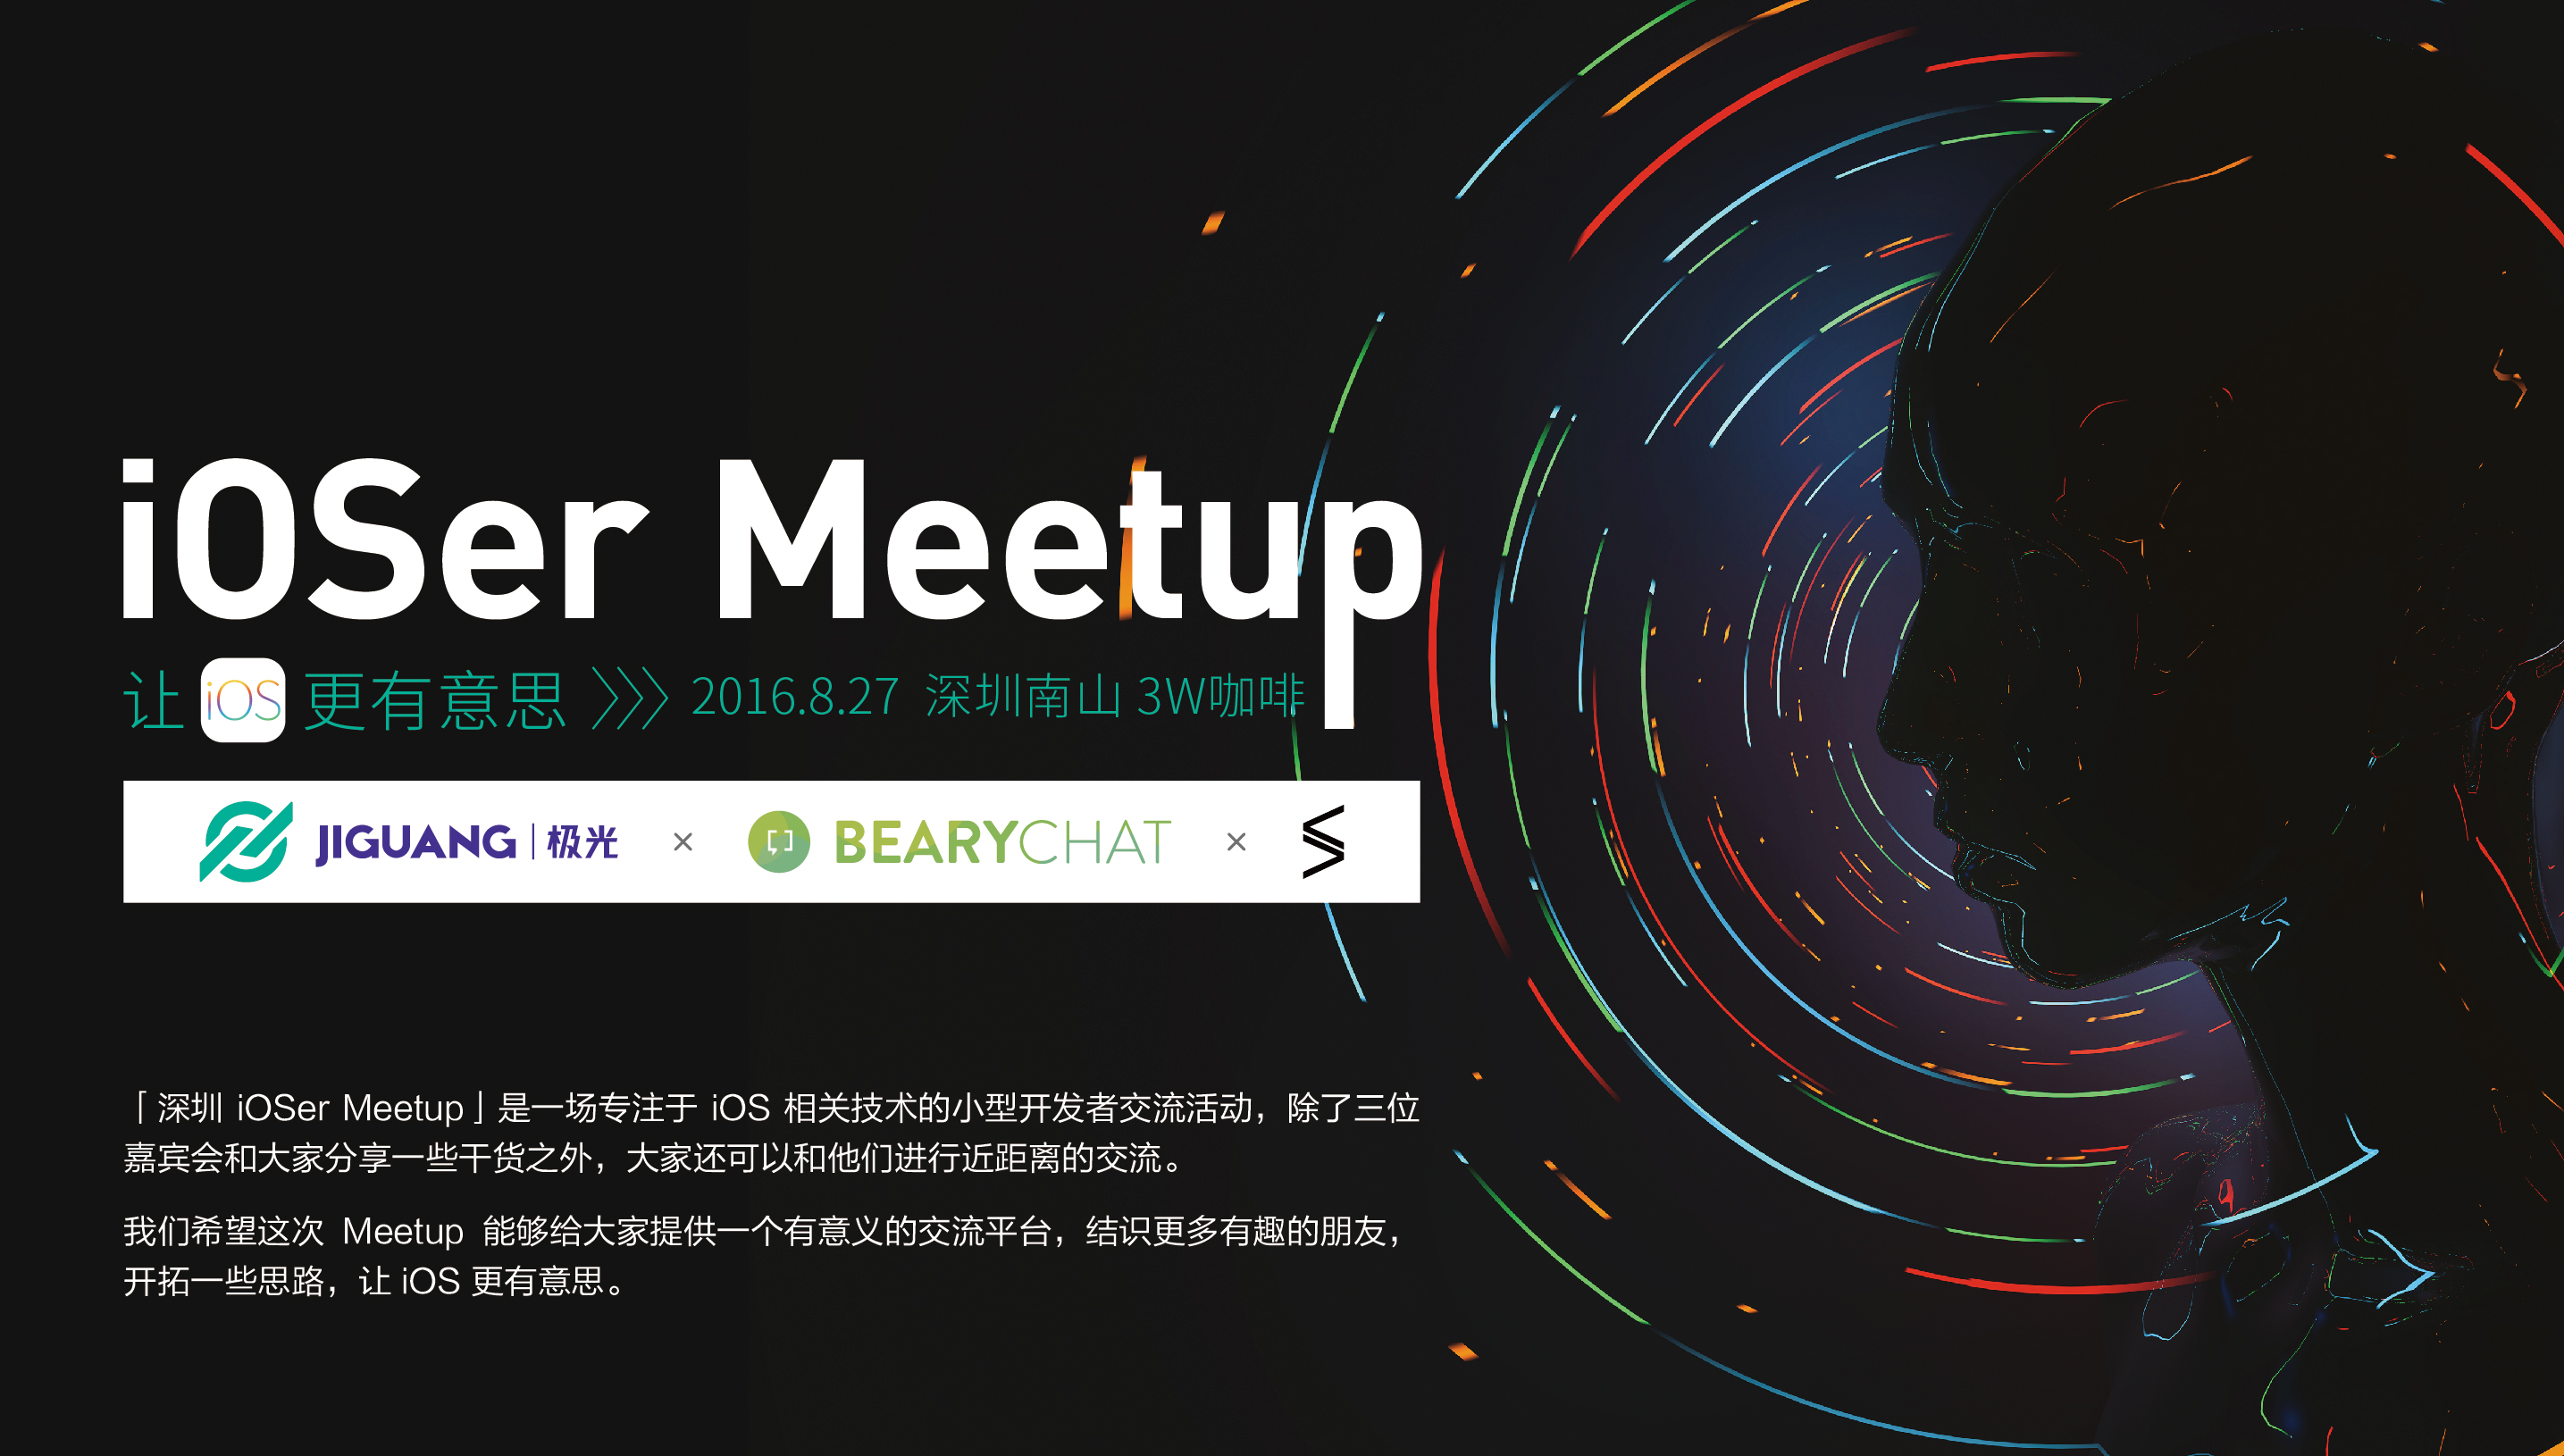 iOSer Meetup
让 iOS 更有意思 2016.8.27 深圳南山 3W咖啡
JIGUANG | 极光 × BEARYCHAT ×
「深圳 iOSer Meetup」是一场专注于 iOS 相关技术的小型开发者交流活动，除了三位
嘉宾会和大家分享一些干货之外，大家还可以和他们进行近距离的交流。
我们希望这次 Meetup 能够给大家提供一个有意义的交流平台，结识更多有趣的朋友，
开拓一些思路，让 iOS 更有意思。